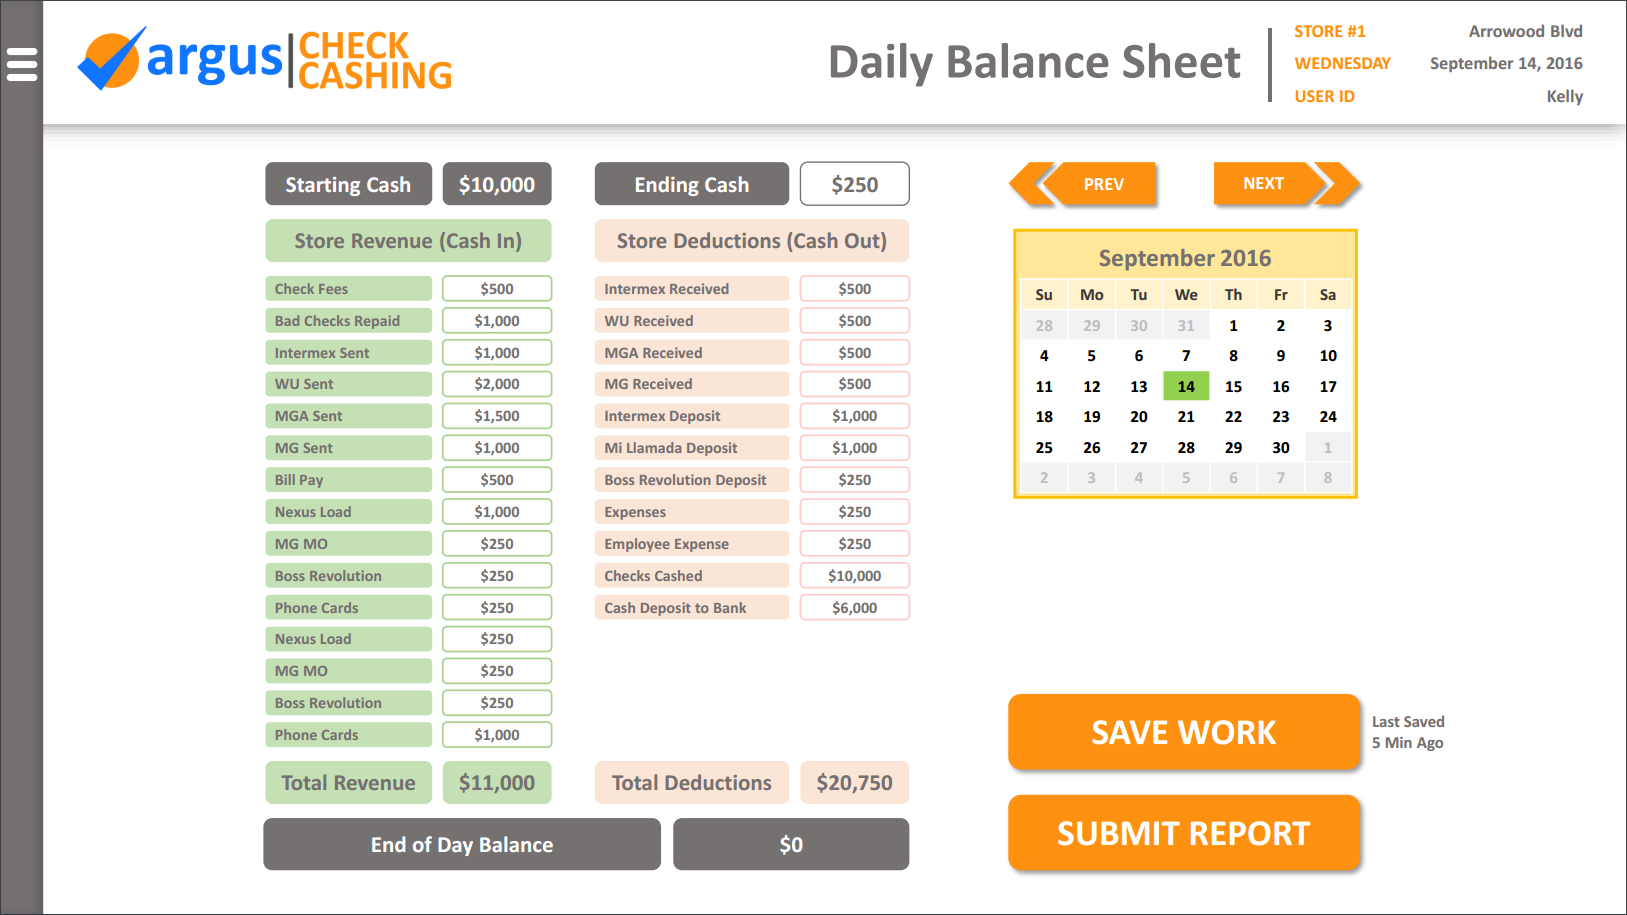 argus CHECK
CASHING
Daily Balance Sheet
STORE #1 Arrowood Blvd
WEDNESDAY September 14, 2016
USER ID Kelly
Starting Cash $10,000
Store Revenue (Cash In)
Check Fees $500
Bad Checks Repaid $1,000
Intermex Sent $1,000
WU Sent $2,000
MGA Sent $1,500
MG Sent $1,000
Bill Pay $500
Nexus Load $1,000
MG MO $250
Boss Revolution $250
Phone Cards $250
Nexus Load $250
MG MO $250
Boss Revolution $250
Phone Cards $1,000
Total Revenue $11,000
Ending Cash $250
Store Deductions (Cash Out)
Intermex Received $500
WU Received $500
MGA Received $500
MG Received $500
Intermex Deposit $1,000
Mi Llamada Deposit $1,000
Boss Revolution Deposit $250
Expenses $250
Employee Expense $250
Checks Cashed $10,000
Cash Deposit to Bank $6,000
Total Deductions $20,750
End of Day Balance $0
PREV NEXT
September 2016
Su Mo Tu We Th Fr Sa
28 29 30 31 1 2 3
4 5 6 7 8 9 10
11 12 13 14 15 16 17
18 19 20 21 22 23 24
25 26 27 28 29 30 1
2 3 4 5 6 7 8
SAVE WORK
Last Saved
5 Min Ago
SUBMIT REPORT